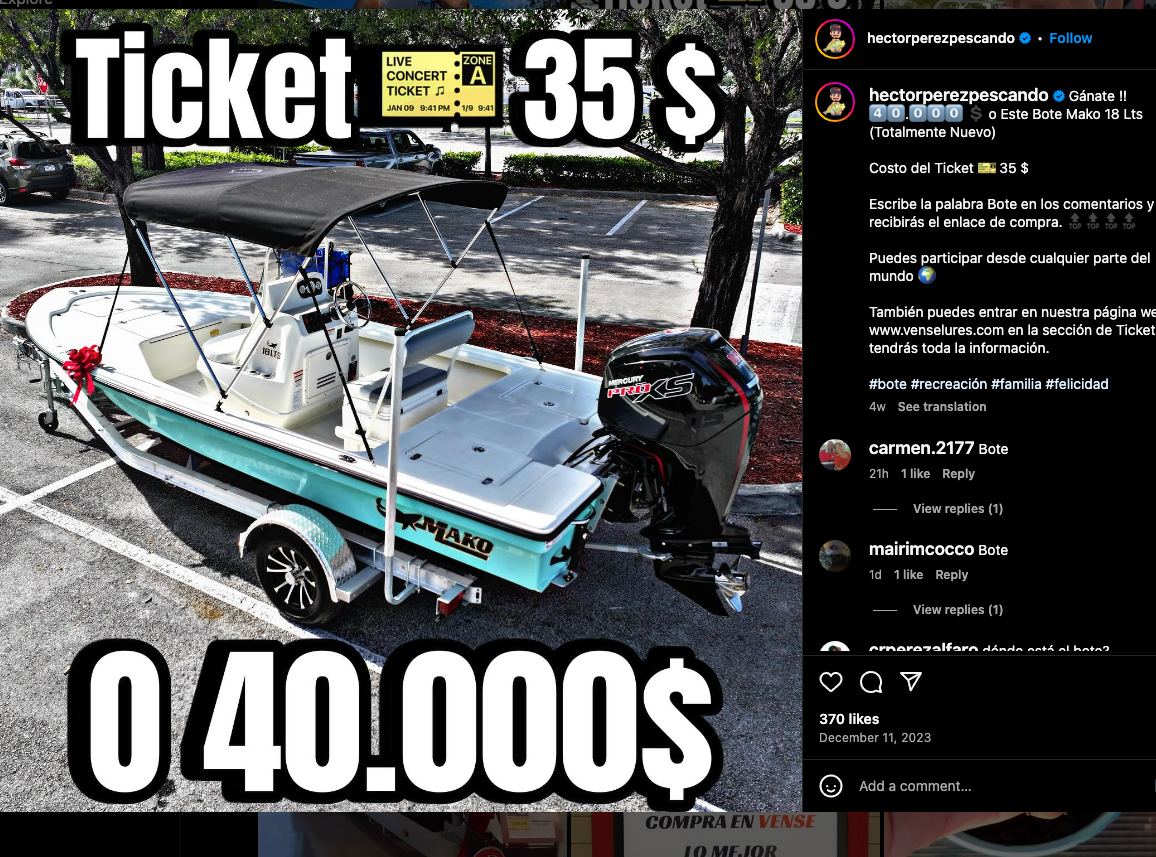 Explore
Ticket
35 $
LIVE
CONCERT
TICKET ♫
ZONE
A
JAN 09 9:41 PM 1/9 9:41
18 LTS
MERCURY
PRO XS
MAKO
O 40.000$
COMPRA EN VENSE
LO MEJOR
hectorperezpescando • Follow
hectorperezpescando Gánate !!
40.000 $ o Este Bote Mako 18 Lts
(Totalmente Nuevo)
Costo del Ticket 🎫 35 $
Escribe la palabra Bote en los comentarios y
recibirás el enlace de compra. 🔝 🔝 🔝 🔝
Puedes participar desde cualquier parte del
mundo 🌍
También puedes entrar en nuestra página we
www.venselures.com en la sección de Ticket
tendrás toda la información.
#bote #recreación #familia #felicidad
4w See translation
carmen.2177 Bote
21h 1 like Reply
View replies (1)
mairimcocco Bote
1d 1 like Reply
View replies (1)
crperezalfaro dónde está el bote?
370 likes
December 11, 2023
Add a comment...